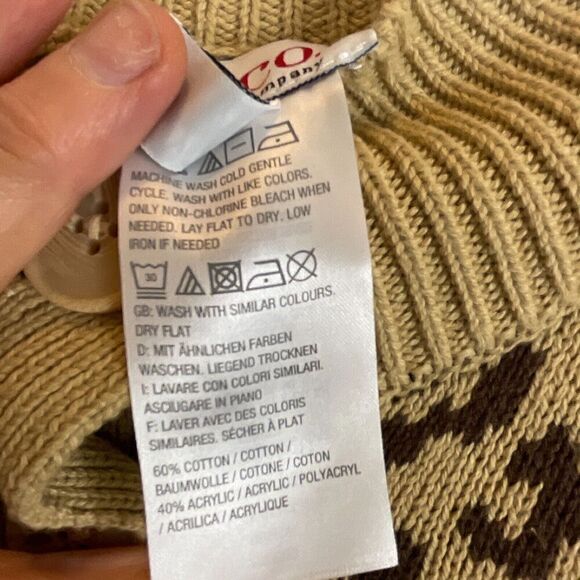 CO.
mpany
MACHINE WASH COLD GENTLE
CYCLE. WASH WITH LIKE COLORS.
ONLY NON-CHLORINE BLEACH WHEN
NEEDED. LAY FLAT TO DRY. LOW
IRON IF NEEDED
30
GB: WASH WITH SIMILAR COLOURS.
DRY FLAT
D: MIT ÄHNLICHEN FARBEN
WASCHEN. LIEGEND TROCKNEN
I: LAVARE CON COLORI SIMILARI.
ASCIUGARE IN PIANO
F: LAVER AVEC DES COLORIS
SIMILAIRES. SÉCHER À PLAT
60% COTTON / COTTON /
BAUMWOLLE / COTONE / COTON
40% ACRYLIC / ACRYLIC / POLYACRYL
/ ACRILICA / ACRYLIQUE